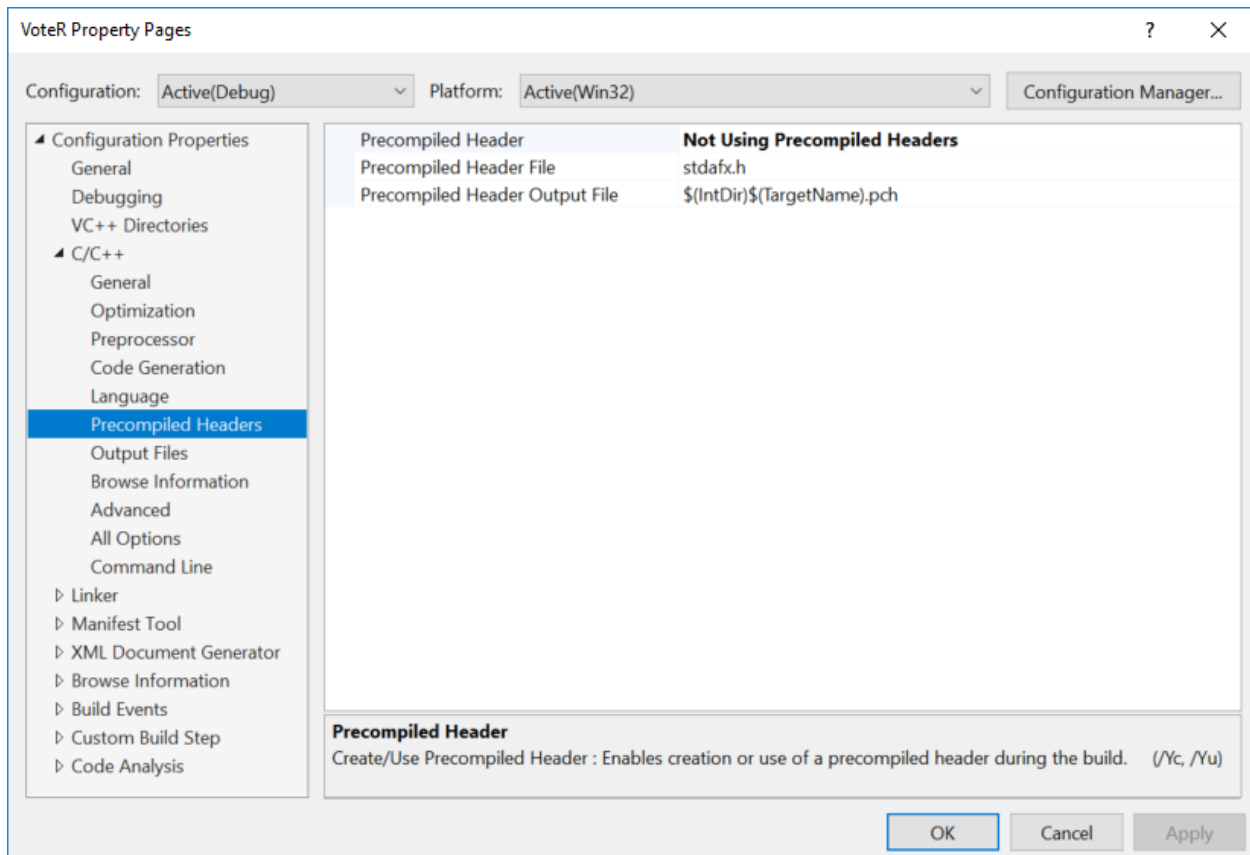 VoteR Property Pages ? ×
Configuration: Active(Debug) Platform: Active(Win32) Configuration Manager...
Configuration Properties
General
Debugging
VC++ Directories
C/C++
General
Optimization
Preprocessor
Code Generation
Language
Precompiled Headers
Output Files
Browse Information
Advanced
All Options
Command Line
Linker
Manifest Tool
XML Document Generator
Browse Information
Build Events
Custom Build Step
Code Analysis
Precompiled Header Not Using Precompiled Headers
Precompiled Header File stdafx.h
Precompiled Header Output File $(IntDir)$(TargetName).pch
Precompiled Header
Create/Use Precompiled Header : Enables creation or use of a precompiled header during the build. (/Yc, /Yu)
OK Cancel Apply